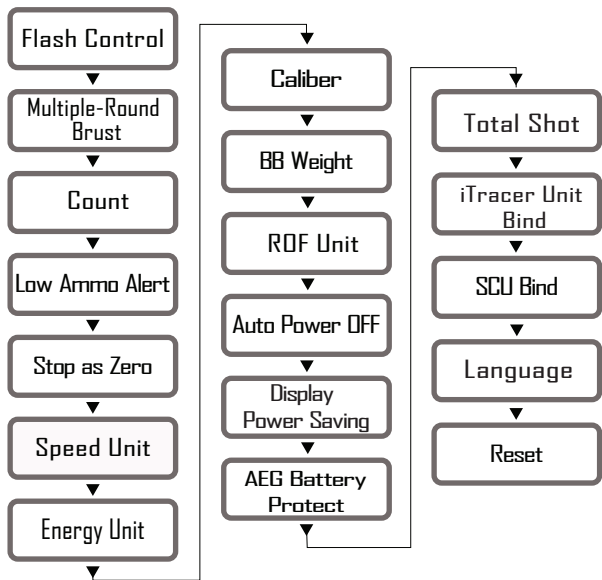 Flash Control
Multiple-Round
Brust
Count
Low Ammo Alert
Stop as Zero
Speed Unit
Energy Unit
Caliber
BB Weight
ROF Unit
Auto Power OFF
Display
Power Saving
AEG Battery
Protect
Total Shot
iTracer Unit
Bind
SCU Bind
Language
Reset